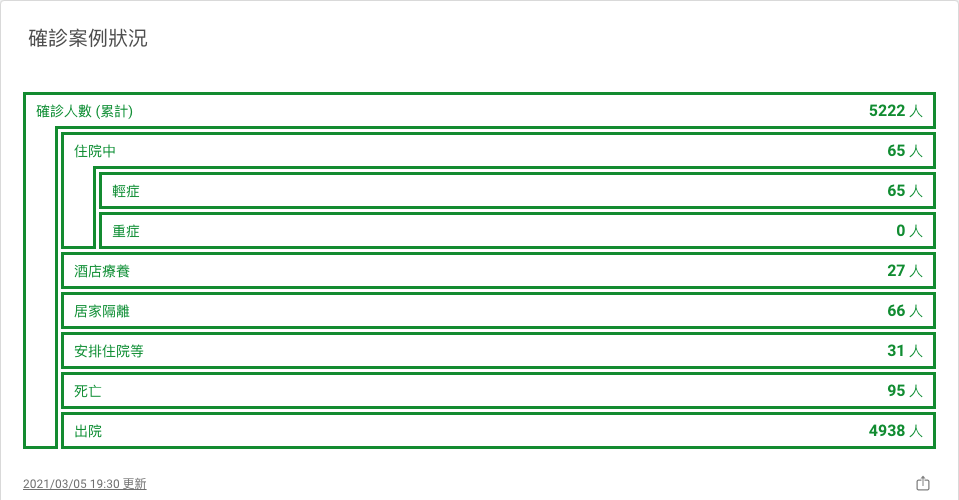 確診案例狀況
確診人數 (累計) 5222 人
住院中 65 人
輕症 65 人
重症 0 人
酒店療養 27 人
居家隔離 66 人
安排住院等 31 人
死亡 95 人
出院 4938 人
2021/03/05 19:30 更新